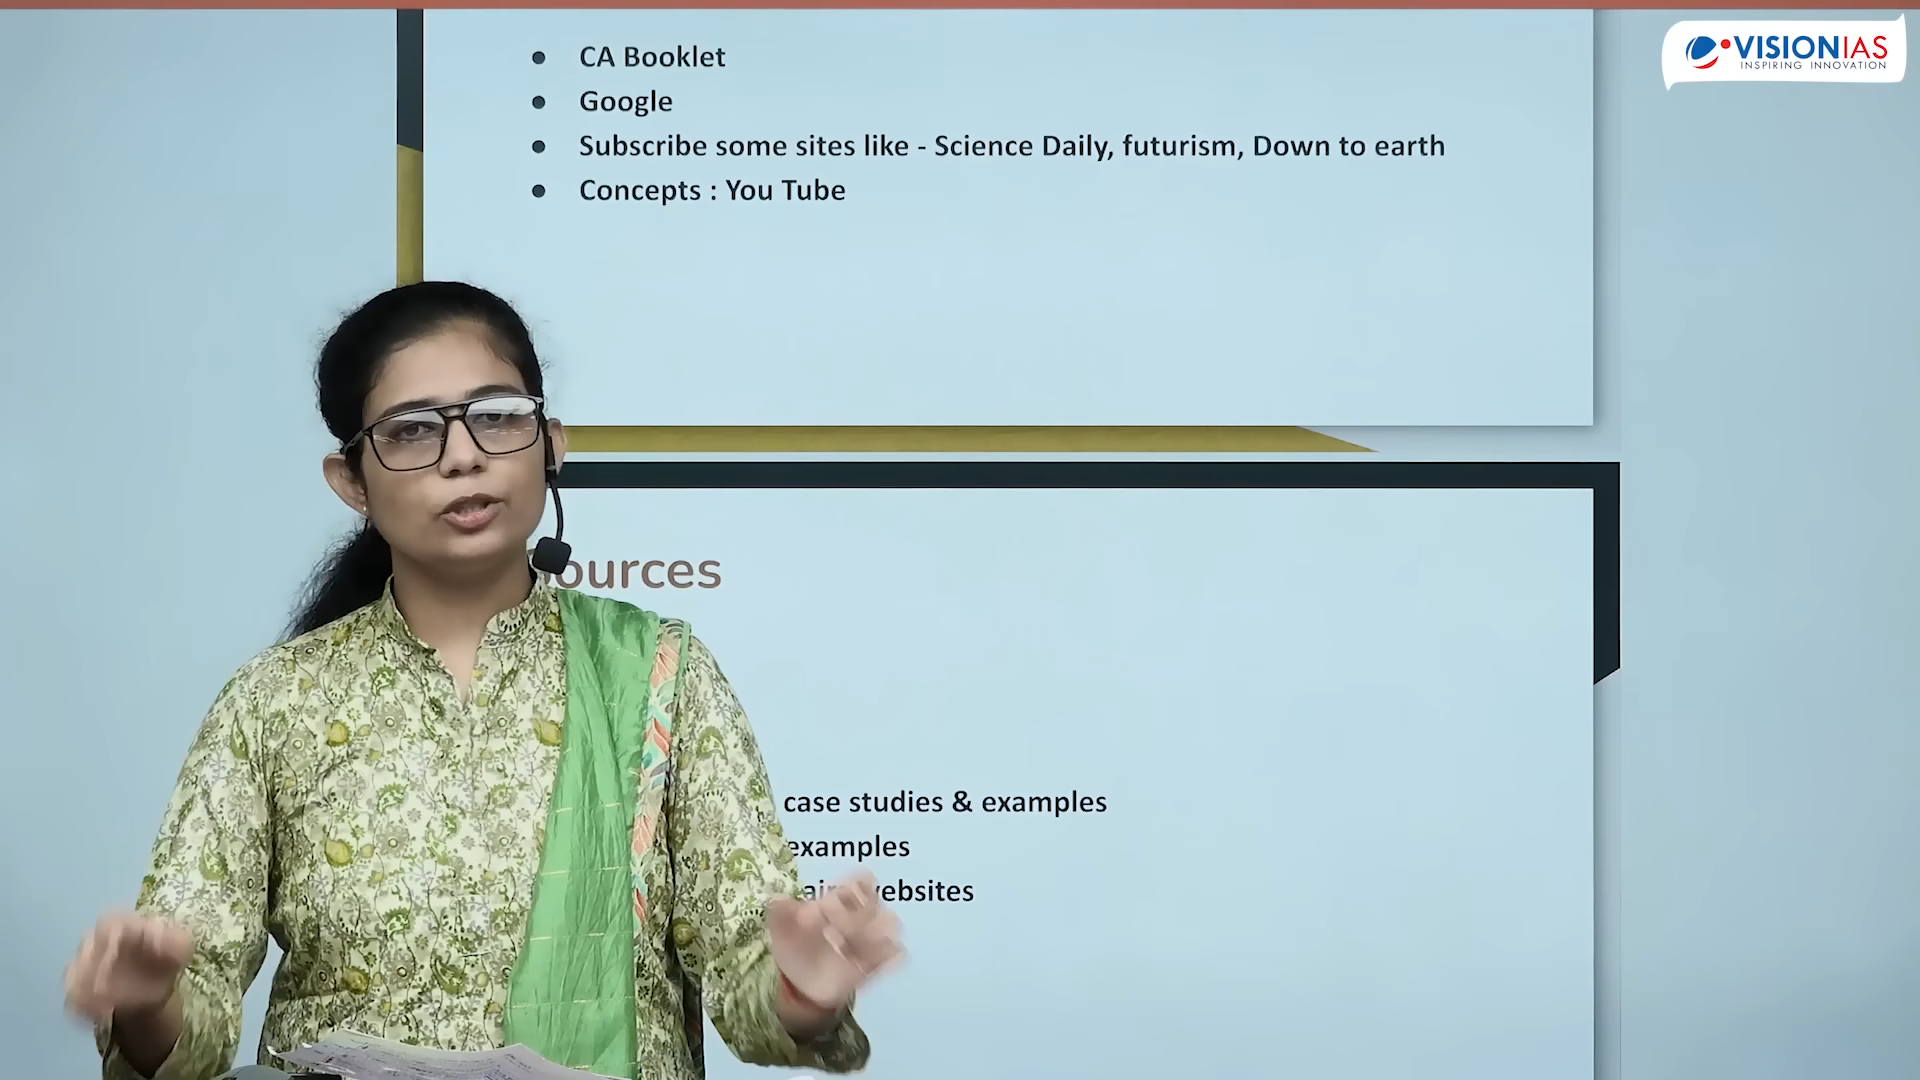 VISIONIAS
INSPIRING INNOVATION
CA Booklet
Google
Subscribe some sites like - Science Daily, futurism, Down to earth
Concepts : You Tube
ources
case studies & examples
examples
websites